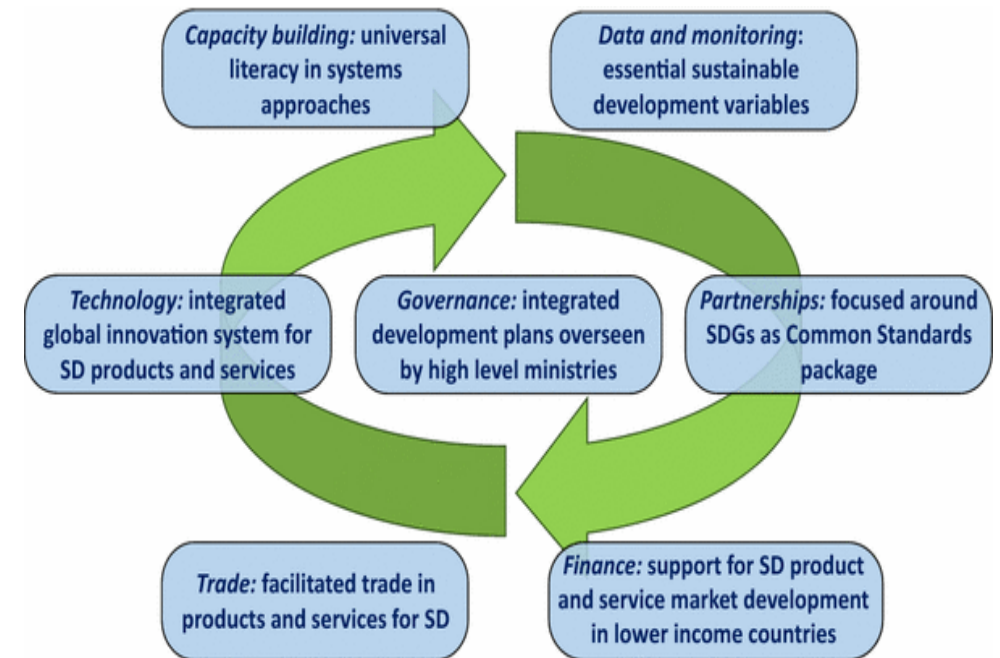 Capacity building: universal
literacy in systems
approaches
Data and monitoring:
essential sustainable
development variables
Technology: integrated
global innovation system for
SD products and services
Governance: integrated
development plans overseen
by high level ministries
Partnerships: focused around
SDGs as Common Standards
package
Trade: facilitated trade in
products and services for SD
Finance: support for SD product
and service market development
in lower income countries